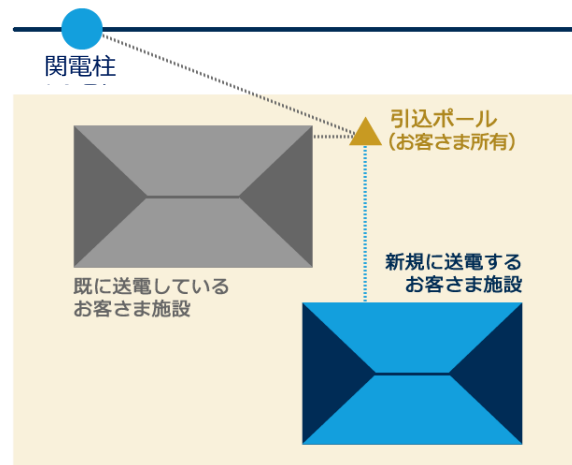 関電柱
引込ポール
(お客さま所有)
新規に送電する
お客さま施設
既に送電している
お客さま施設